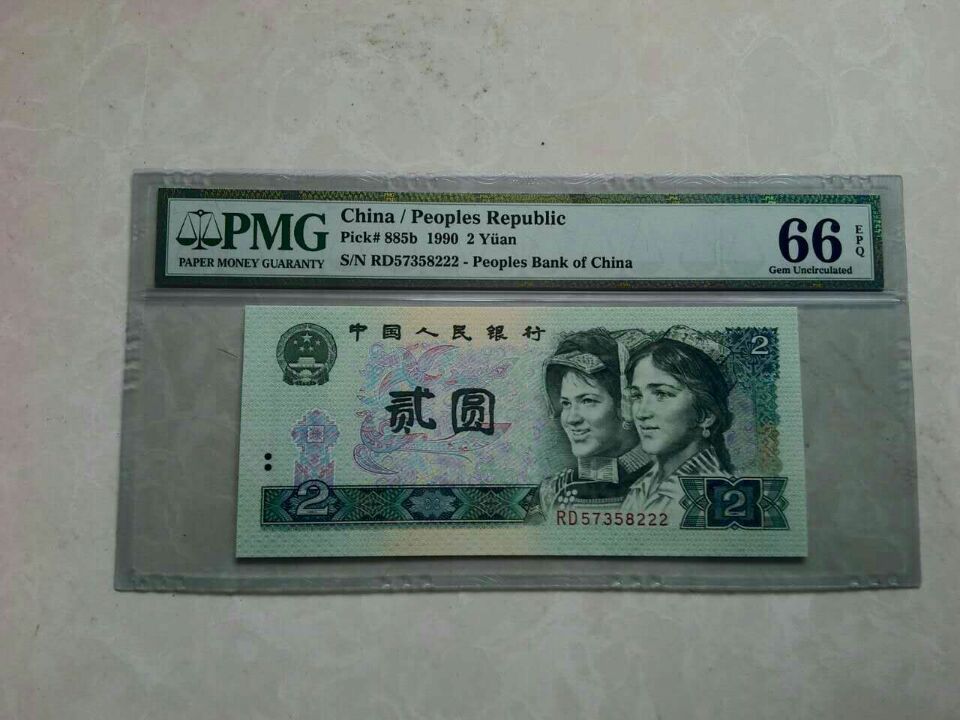 PMG
PAPER MONEY GUARANTY
China / Peoples Republic
Pick# 885b 1990 2 Yüan
S/N RD57358222 - Peoples Bank of China
66
EPQ
Gem Uncirculated
中国人民银行
2
贰圆
2
RD57358222
2